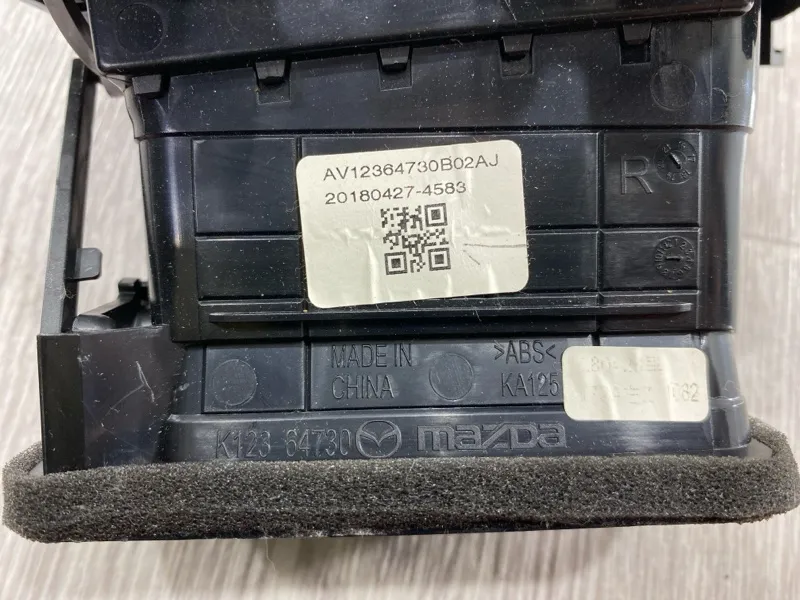 AV12364730B02AJ
20180427-4583
R
MADE IN
CHINA
>ABS<
KA125
K123 64730 mazda